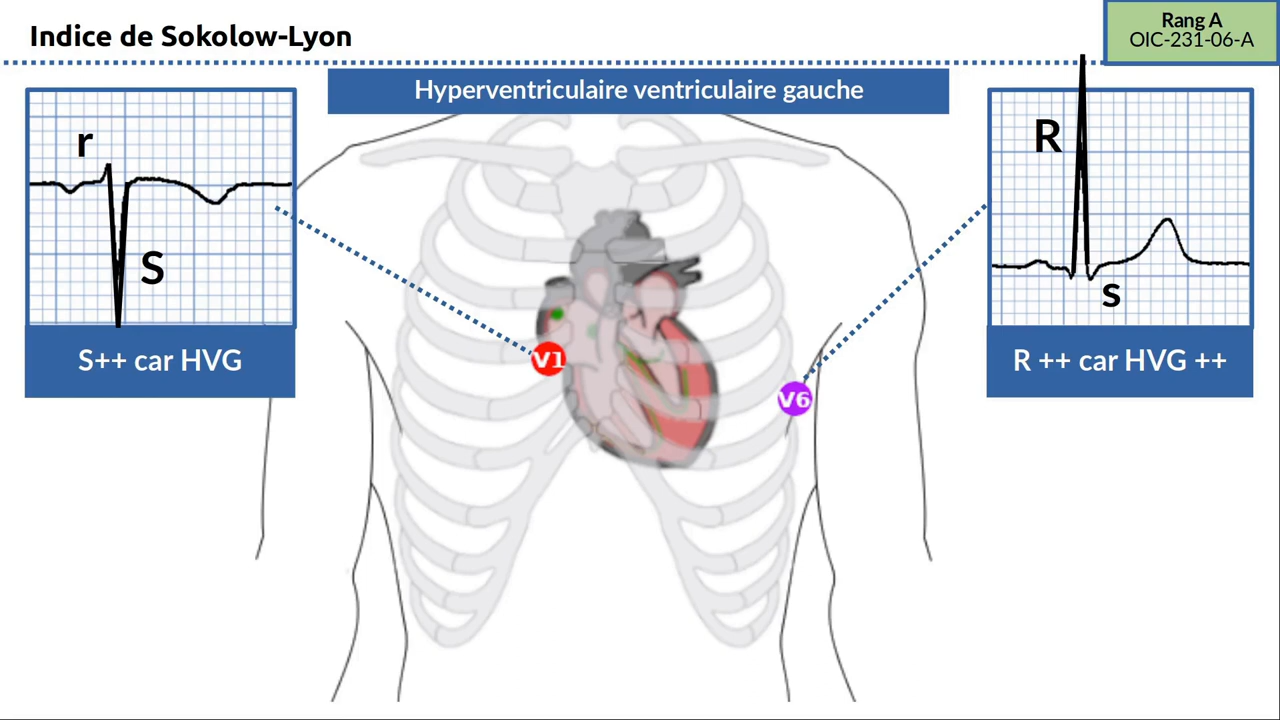 Indice de Sokolow-Lyon
Rang A
OIC-231-06-A
Hyperventriculaire ventriculaire gauche
r
S
S++ car HVG
R
s
R ++ car HVG ++
V1
V6